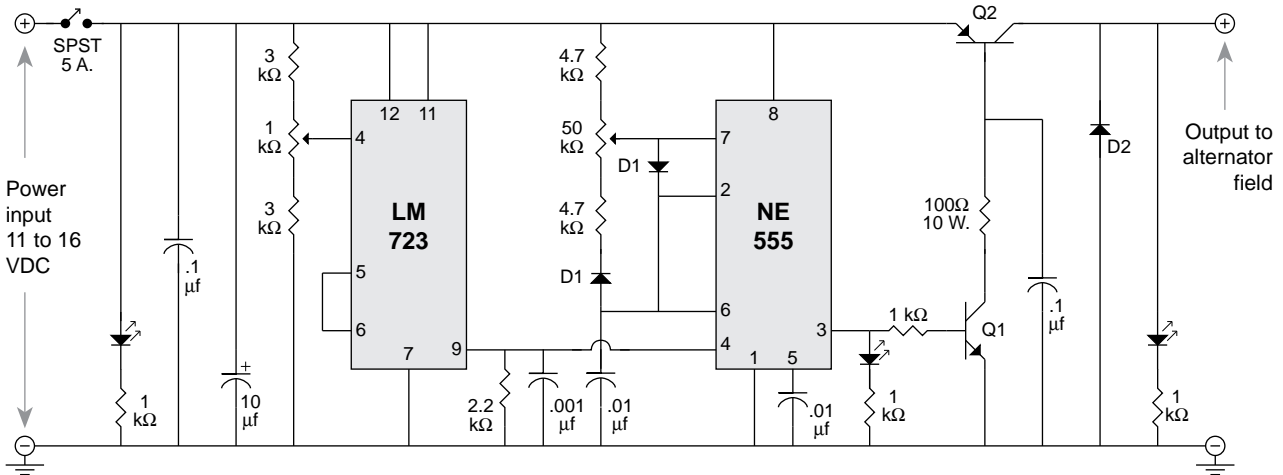 SPST
5 A.
Power
input
11 to 16
VDC
1
kΩ
.1
µf
+
10
µf
3
kΩ
1
kΩ
3
kΩ
12
11
4
LM
723
5
6
7
9
2.2
kΩ
.001
µf
.01
µf
4.7
kΩ
50
kΩ
4.7
kΩ
D1
D1
8
7
2
NE
555
6
4
3
1
5
.01
µf
1 kΩ
1
kΩ
Q1
100Ω
10 W.
Q2
.1
µf
D2
1
kΩ
Output to
alternator
field